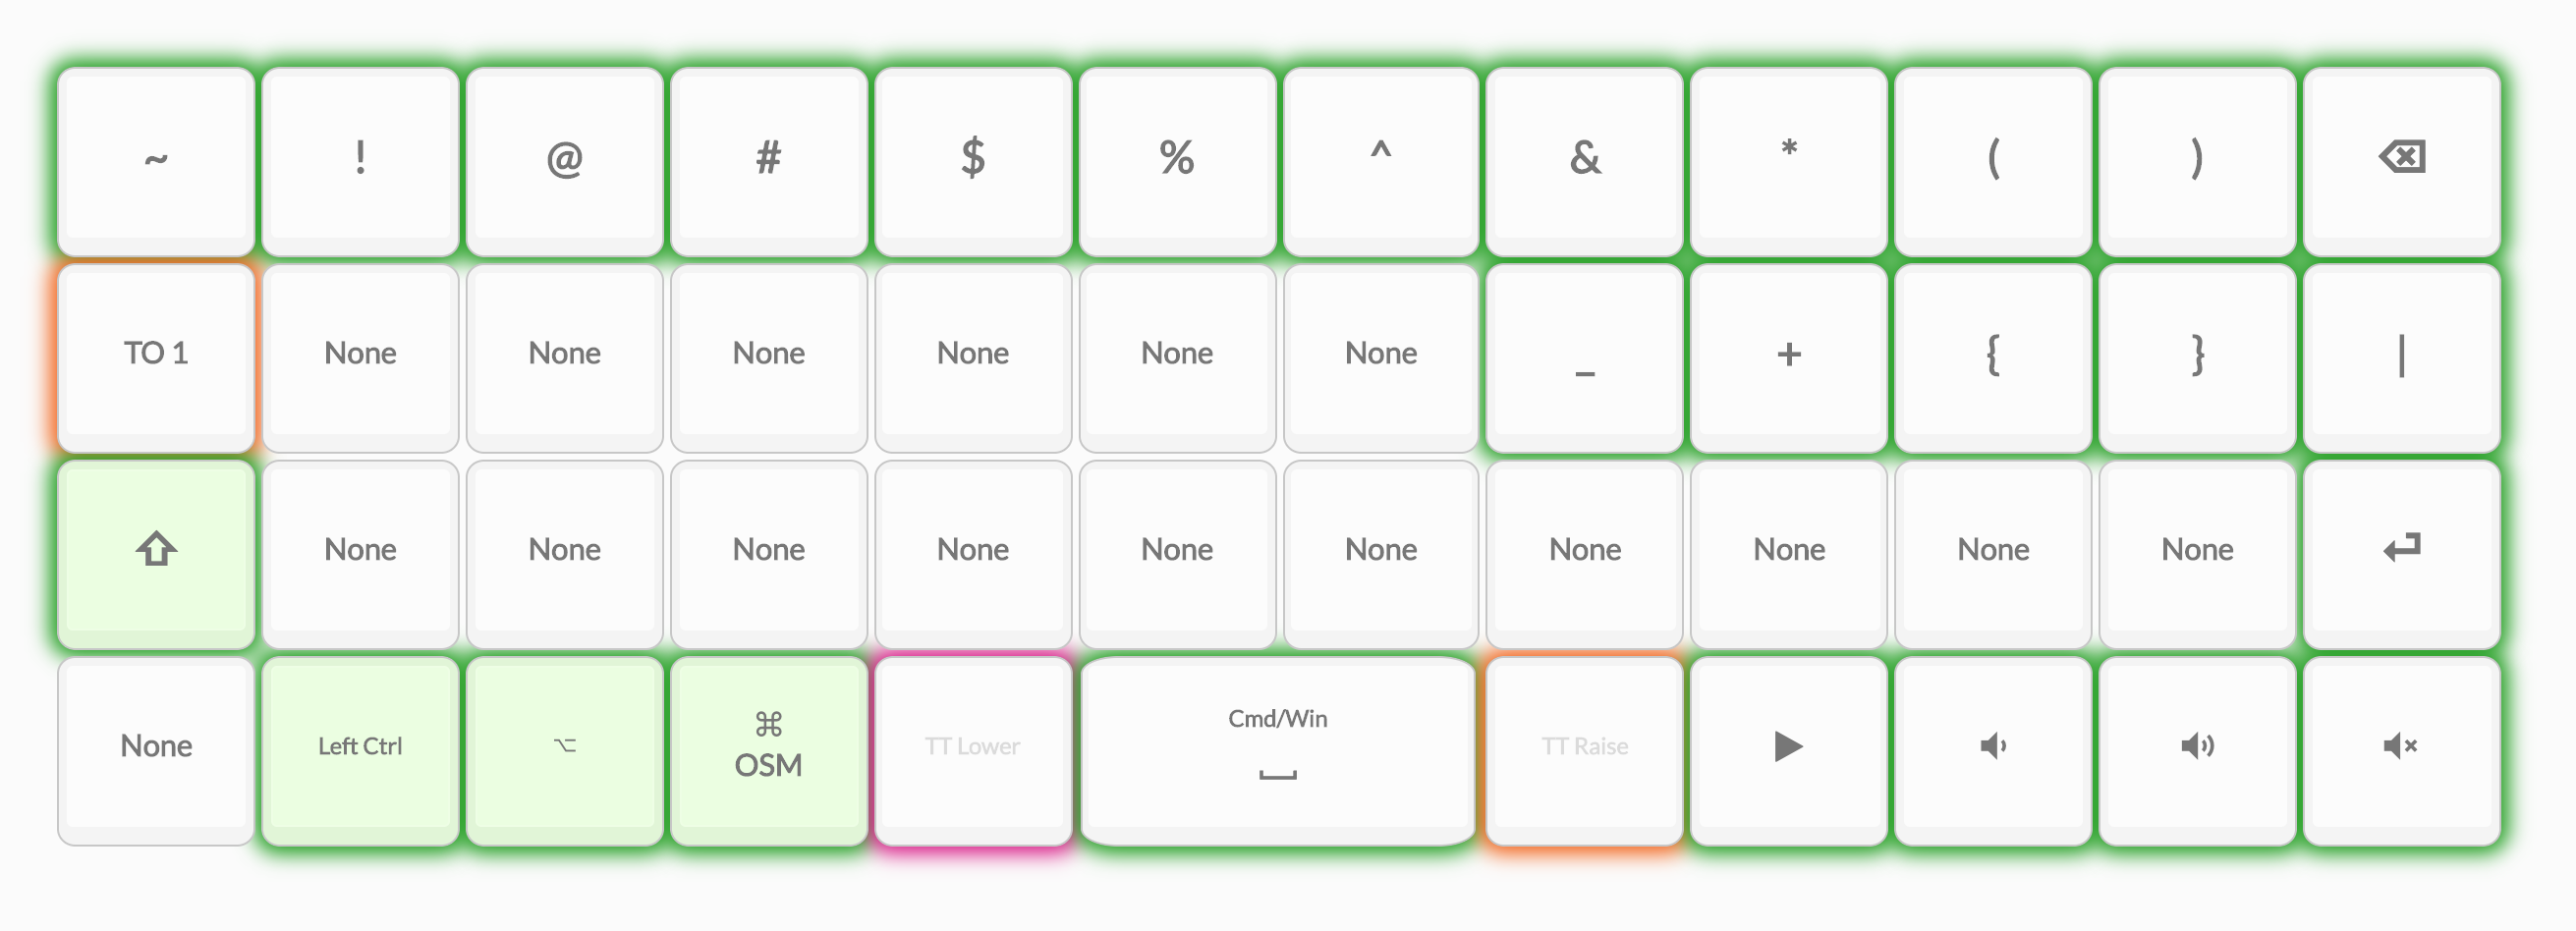 ~ ! @ # $ % ^ & * ( )
TO 1 None None None None None None _ + { } |
None None None None None None None None None None
None Left Ctrl ⌥ ⌘ OSM TT Lower Cmd/Win TT Raise